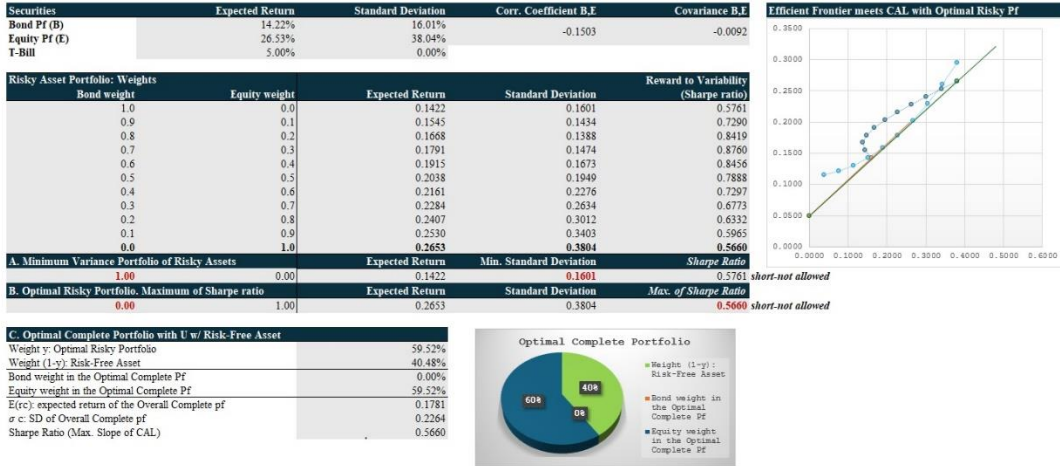 Securities Expected Return Standard Deviation Corr. Coefficient B,E Covariance B,E
Bond Pf (B) 14.22% 16.01%
Equity Pf (E) 26.53% 38.04%
-0.1503 -0.0092
T-Bill 5.00% 0.00%
Risky Asset Portfolio: Weights Reward to Variability
Bond weight Equity weight Expected Return Standard Deviation (Sharpe ratio)
1.0 0.0 0.1422 0.1601 0.5761
0.9 0.1 0.1545 0.1434 0.7290
0.8 0.2 0.1668 0.1388 0.8419
0.7 0.3 0.1791 0.1474 0.8760
0.6 0.4 0.1915 0.1673 0.8456
0.5 0.5 0.2038 0.1949 0.7888
0.4 0.6 0.2161 0.2276 0.7297
0.3 0.7 0.2284 0.2634 0.6773
0.2 0.8 0.2407 0.3012 0.6332
0.1 0.9 0.2530 0.3403 0.5965
0.0 1.0 0.2653 0.3804 0.5660
A. Minimum Variance Portfolio of Risky Assets Expected Return Min. Standard Deviation Sharpe Ratio
1.00 0.00 0.1422 0.1601 0.5761 short-not allowed
B. Optimal Risky Portfolio. Maximum of Sharpe ratio Expected Return Standard Deviation Max. of Sharpe Ratio
0.00 1.00 0.2653 0.3804 0.5660 short-not allowed
C. Optimal Complete Portfolio with U w/ Risk-Free Asset
Weight y: Optimal Risky Portfolio 59.52%
Weight (1-y): Risk-Free Asset 40.48%
Bond weight in the Optimal Complete Pf 0.00%
Equity weight in the Optimal Complete Pf 59.52%
E(rc): expected return of the Overall Complete pf 0.1781
σ c: SD of Overall Complete pf 0.2264
Sharpe Ratio (Max. Slope of CAL) 0.5660
Efficient Frontier meets CAL with Optimal Risky Pf
0.3500
0.3000
0.2500
0.2000
0.1500
0.1000
0.0500
0.0000
0.0000 0.1000 0.2000 0.3000 0.4000 0.5000 0.6000
Optimal Complete Portfolio
40%
60%
0%
Weight (1-y):
Risk-Free Asset
Bond weight in
the Optimal
Complete Pf
Equity weight
in the Optimal
Complete Pf